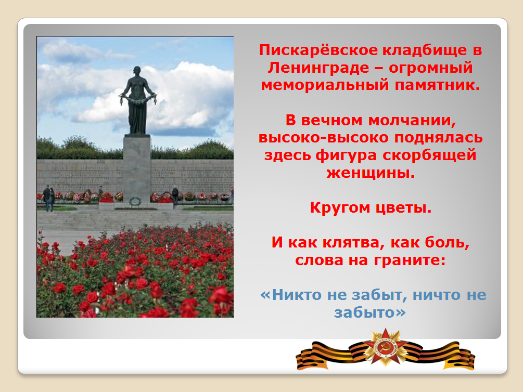 Пискарёвское кладбище в
Ленинграде – огромный
мемориальный памятник.
В вечном молчании,
высоко-высоко поднялась
здесь фигура скорбящей
женщины.
Кругом цветы.
И как клятва, как боль,
слова на граните:
«Никто не забыт, ничто не
забыто»